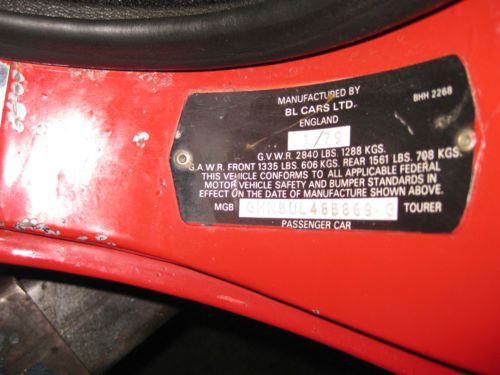 MANUFACTURED BY
BL CARS LTD.
BHH 2268
ENGLAND
G.V.W.R. 2840 LBS. 1288 KGS.
G.A.W.R. FRONT 1335 LBS. 606 KGS. REAR 1561 LBS. 708 KGS.
THIS VEHICLE CONFORMS TO ALL APPLICABLE FEDERAL
MOTOR VEHICLE SAFETY AND BUMPER STANDARDS IN
EFFECT ON THE DATE OF MANUFACTURE SHOWN ABOVE.
MGB TOURER
PASSENGER CAR